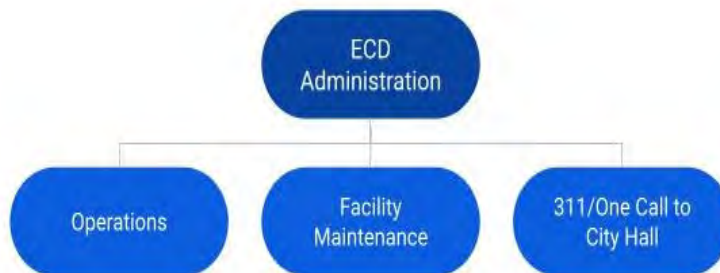 ECD
Administration
Operations
Facility
Maintenance
311/One Call to
City Hall